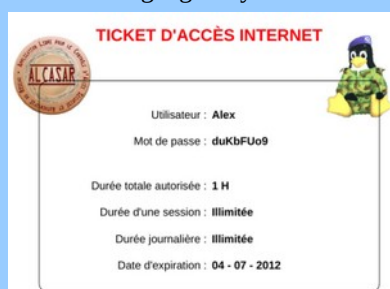 TICKET D'ACCÈS INTERNET
ALCASAR
Utilisateur : Alex
Mot de passe : duKbFUo9
Durée totale autorisée : 1 H
Durée d'une session : Illimitée
Durée journalière : Illimitée
Date d'expiration : 04 - 07 - 2012